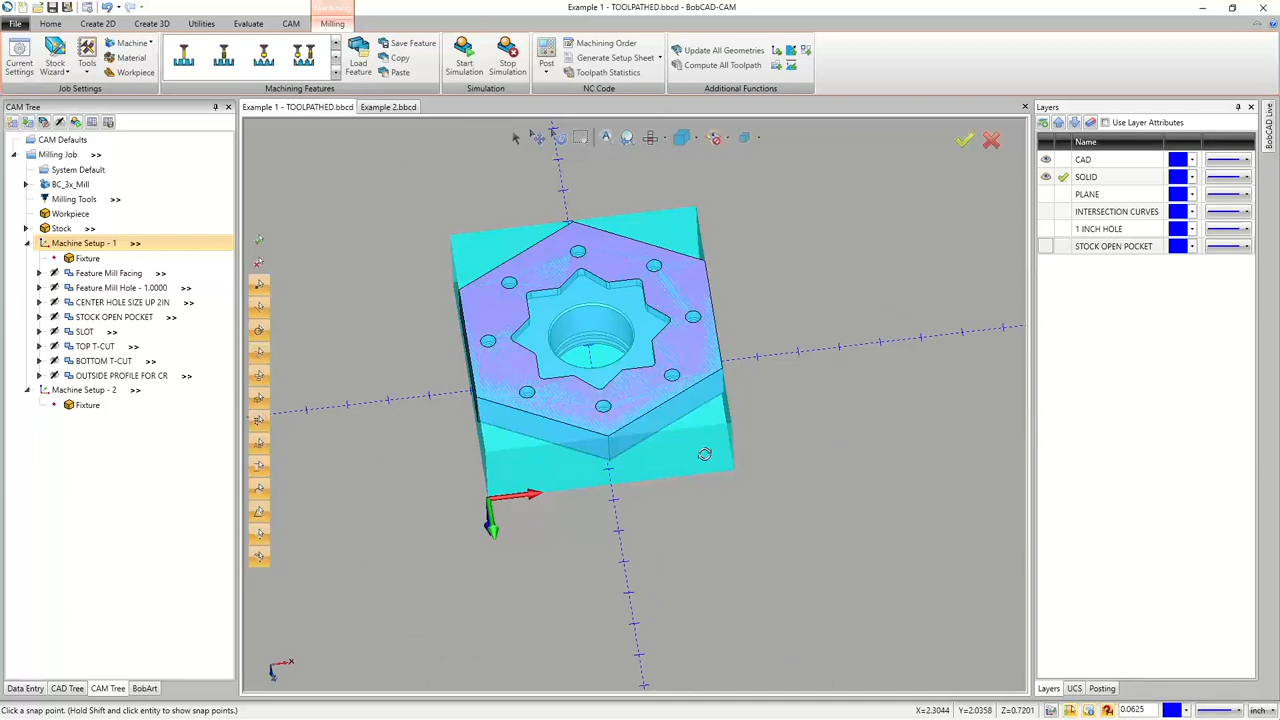 Example 1 - TOOLPATHED.bbcd - BobCAD-CAM
Machining
File Home Create 2D Create 3D Utilities Evaluate CAM Milling
Current Settings
Stock Wizard
Tools
Machine
Material
Workpiece
Job Settings
Load Feature
Save Feature
Copy
Paste
Machining Features
Start Simulation
Stop Simulation
Simulation
Post
Machining Order
Generate Setup Sheet
Toolpath Statistics
NC Code
Update All Geometries
Compute All Toolpath
Additional Functions
CAM Tree
CAM Defaults
Milling Job >>
System Default
BC_3x_Mill
Milling Tools >>
Workpiece
Stock >>
Machine Setup - 1 >>
Fixture
Feature Mill Facing >>
Feature Mill Hole - 1.0000 >>
CENTER HOLE SIZE UP 2IN >>
STOCK OPEN POCKET >>
SLOT >>
TOP T-CUT >>
BOTTOM T-CUT >>
OUTSIDE PROFILE FOR CR >>
Machine Setup - 2 >>
Fixture
Data Entry CAD Tree CAM Tree BobArt
Example 1 - TOOLPATHED.bbcd Example 2.bbcd
X
Layers
Use Layer Attributes
Name
CAD
SOLID
PLANE
INTERSECTION CURVES
1 INCH HOLE
STOCK OPEN POCKET
Layers UCS Posting
BobCAD Live
Click a snap point. (Hold Shift and click entity to show snap points.)
X=2.3044 Y=2.0358 Z=0.7201 0.0625 inch